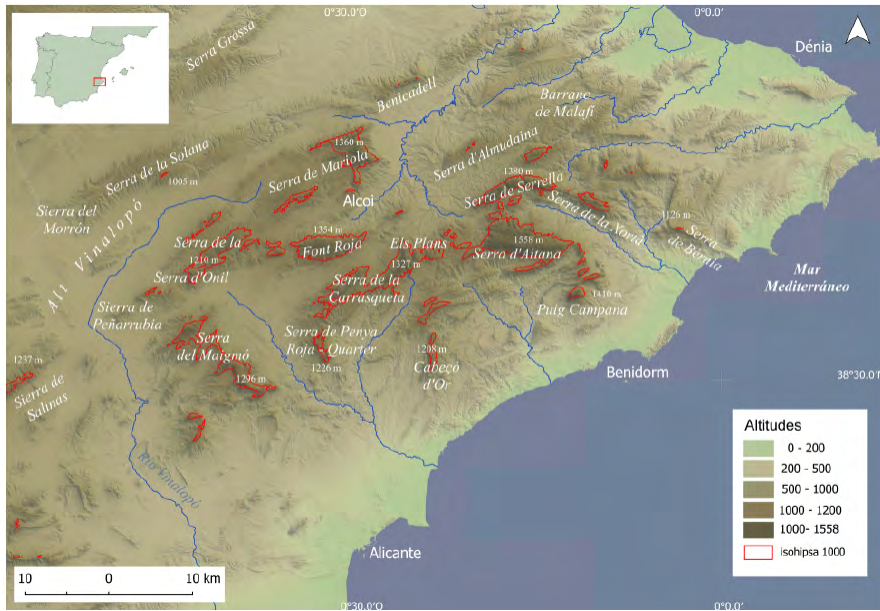 0°30.0'O
0°0.0'
Dénia
Serra Grossa
Benicadell
Barranc
de Malafí
Serra d'Almudaina
1360 m
Serra de la Solana
1005 m
Serra de Mariola
Alcoi
1380 m
Serra de Serrella
Sierra del
Morrón
Alt Vinalopó
Serra de la Xortà
1126 m
Serra
de Bèrnia
Serra de la
1210 m
Serra d'Onil
1354 m
Font Roja
Els Plans
1327 m
1558 m
Serra d'Aitana
Mar
Mediterráneo
Serra de la
Carrasqueta
Sierra de
Peñarrubia
1410 m
Puig Campana
Serra
del Maigmó
1296 m
Serra de Penya
Roja - Quarter
1226 m
1208 m
Cabeçó
d'Or
1237 m
Sierra de
Salinas
Benidorm
38°30.0'
Río Vinalopó
Alicante
Altitudes
0 - 200
200 - 500
500 - 1000
1000 - 1200
1000- 1558
isohipsa 1000
10 0 10 km
0°30.0'O
0°0.0'